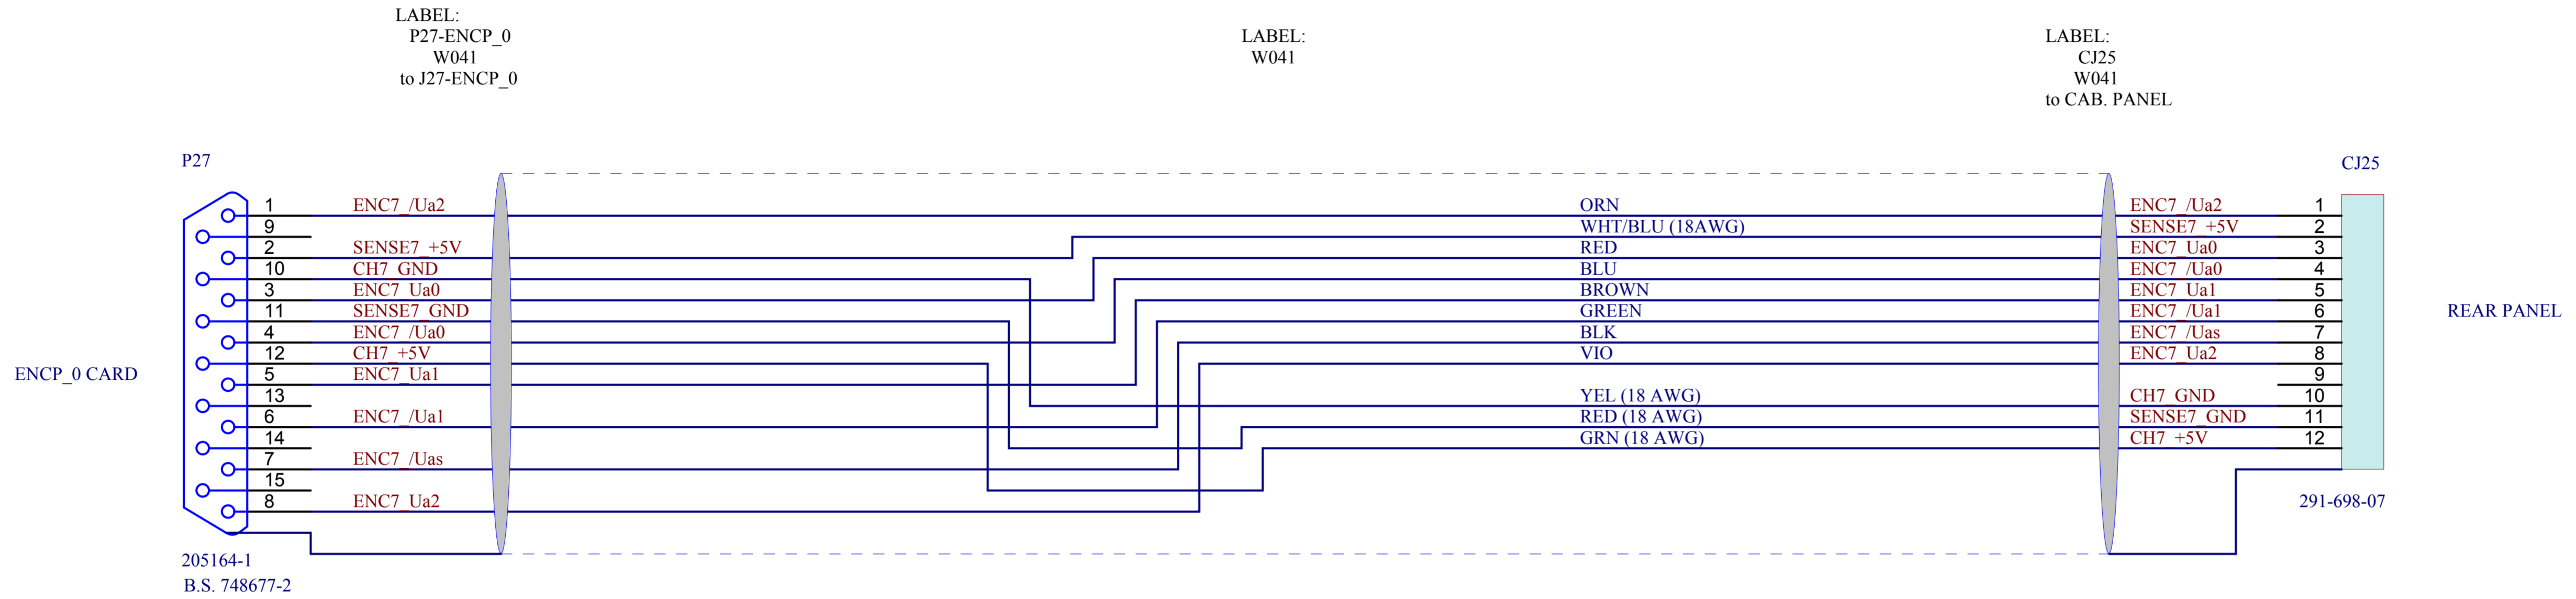 LABEL:
P27-ENCP_0
W041
to J27-ENCP_0
LABEL:
W041
LABEL:
CJ25
W041
to CAB. PANEL
P27
CJ25
1 ENC7_/Ua2 ORN ENC7_/Ua2 1
9 WHT/BLU (18AWG) SENSE7_+5V 2
2 SENSE7_+5V RED ENC7_Ua0 3
10 CH7_GND BLU ENC7_/Ua0 4
3 ENC7_Ua0 BROWN ENC7_Ua1 5
11 SENSE7_GND GREEN ENC7_/Ua1 6
4 ENC7_/Ua0 BLK ENC7_/Uas 7
12 CH7_+5V VIO ENC7_Ua2 8
5 ENC7_Ua1 9
13 YEL (18 AWG) CH7_GND 10
6 ENC7_/Ua1 RED (18 AWG) SENSE7_GND 11
14 GRN (18 AWG) CH7_+5V 12
7 ENC7_/Uas
15
8 ENC7_Ua2
ENCP_0 CARD
REAR PANEL
291-698-07
205164-1
B.S. 748677-2